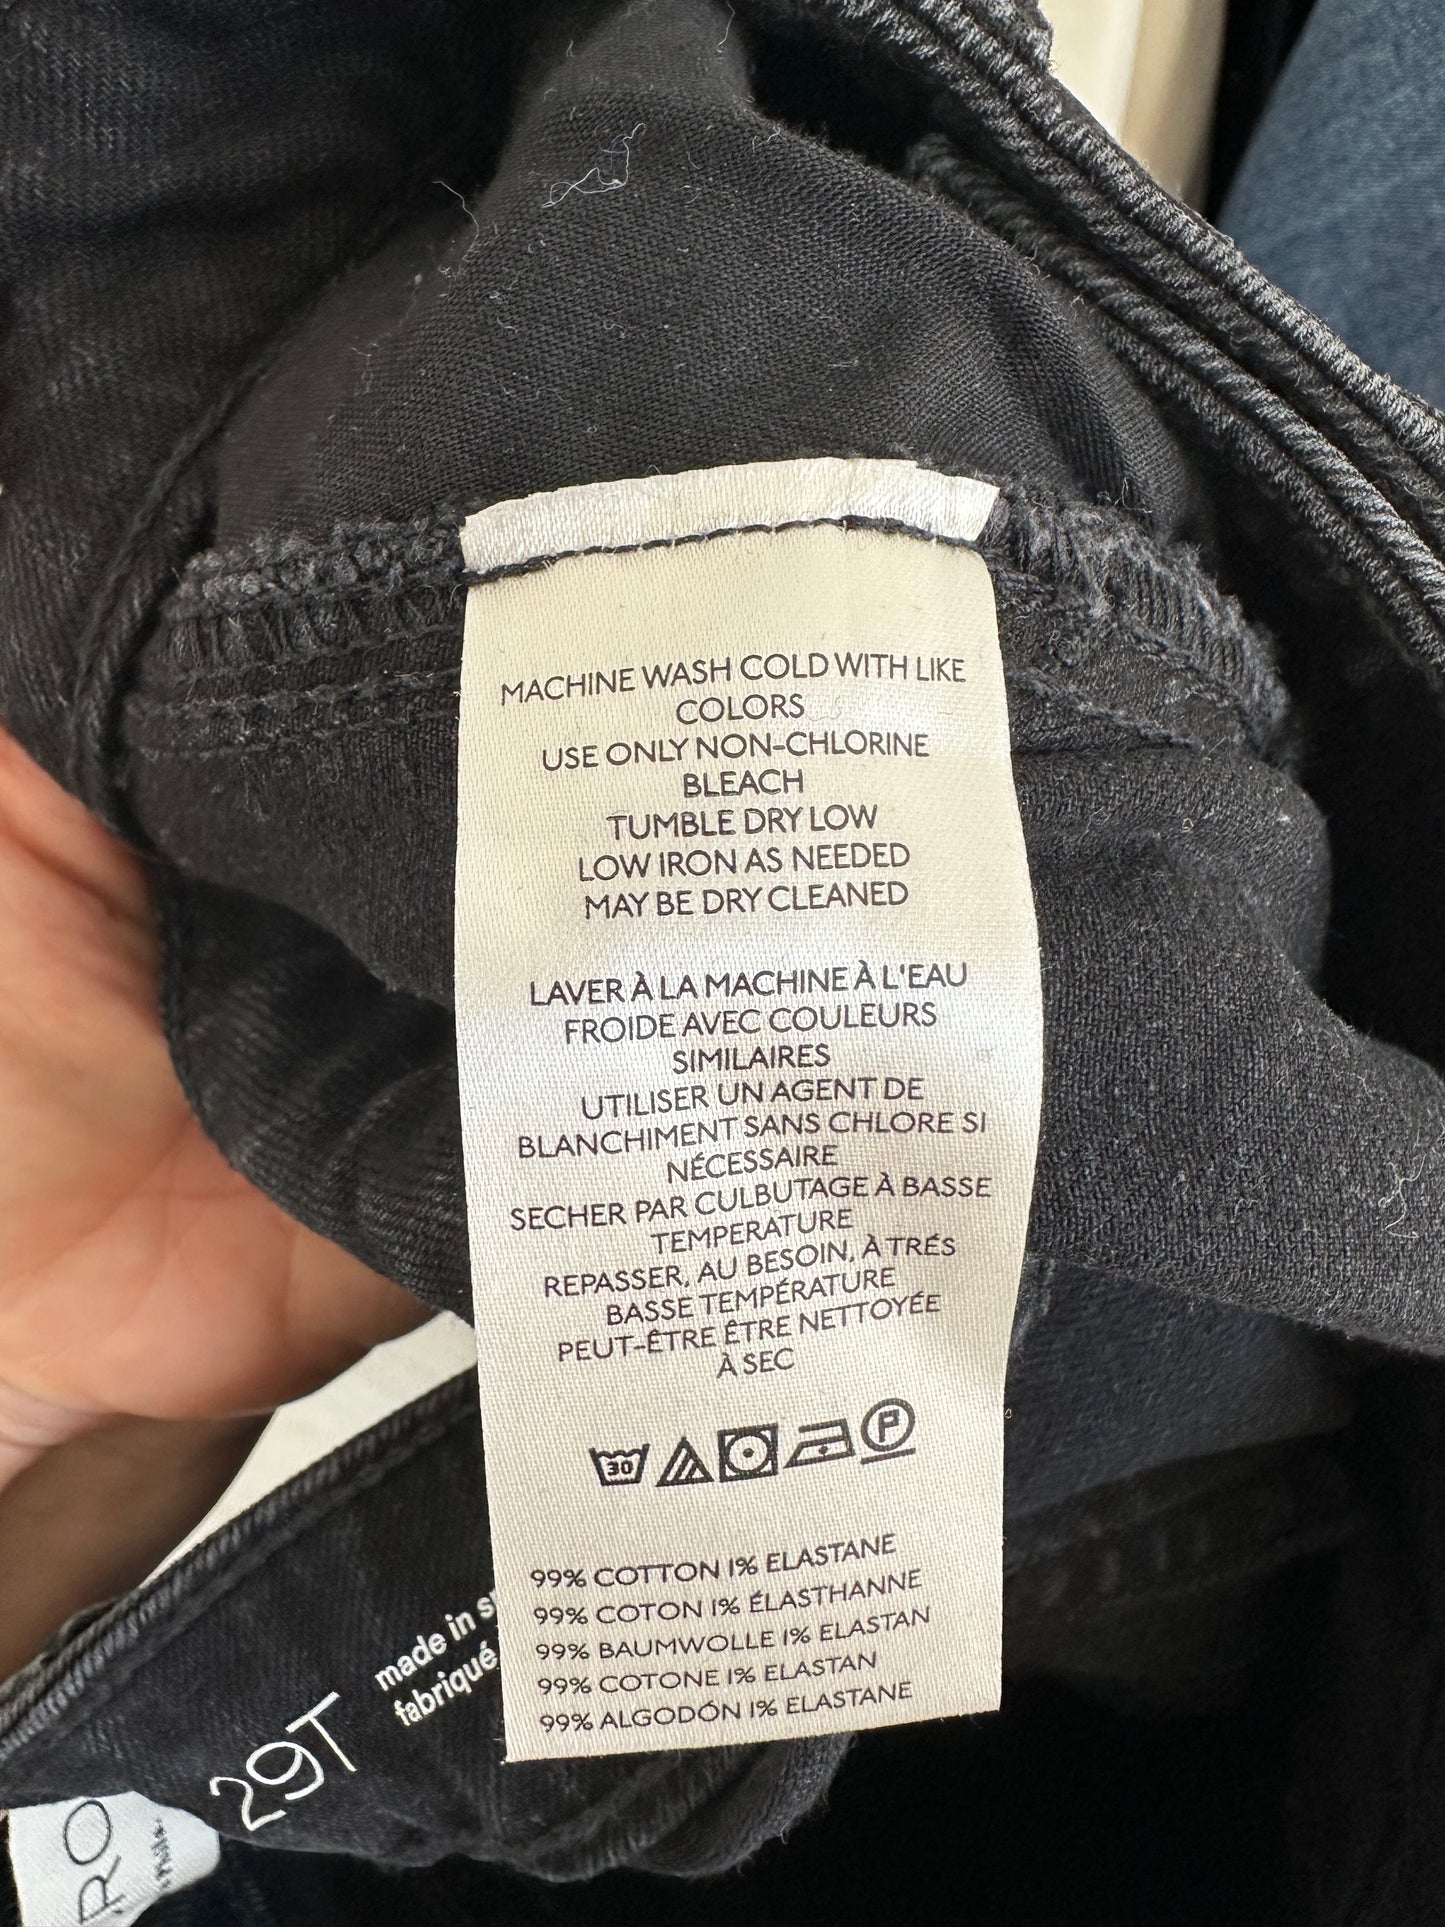 MACHINE WASH COLD WITH LIKE
COLORS
USE ONLY NON-CHLORINE
BLEACH
TUMBLE DRY LOW
LOW IRON AS NEEDED
MAY BE DRY CLEANED
LAVER À LA MACHINE À L'EAU
FROIDE AVEC COULEURS
SIMILAIRES
UTILISER UN AGENT DE
BLANCHIMENT SANS CHLORE SI
NÉCESSAIRE
SECHER PAR CULBUTAGE À BASSE
TEMPERATURE
REPASSER, AU BESOIN, À TRÉS
BASSE TEMPÉRATURE
PEUT-ÊTRE ÊTRE NETTOYÉE
À SEC
30 P
99% COTTON 1% ELASTANE
99% COTON 1% ÉLASTHANNE
99% BAUMWOLLE 1% ELASTAN
99% COTONE 1% ELASTAN
99% ALGODÓN 1% ELASTANE
made in
fabriqué
29T
RO